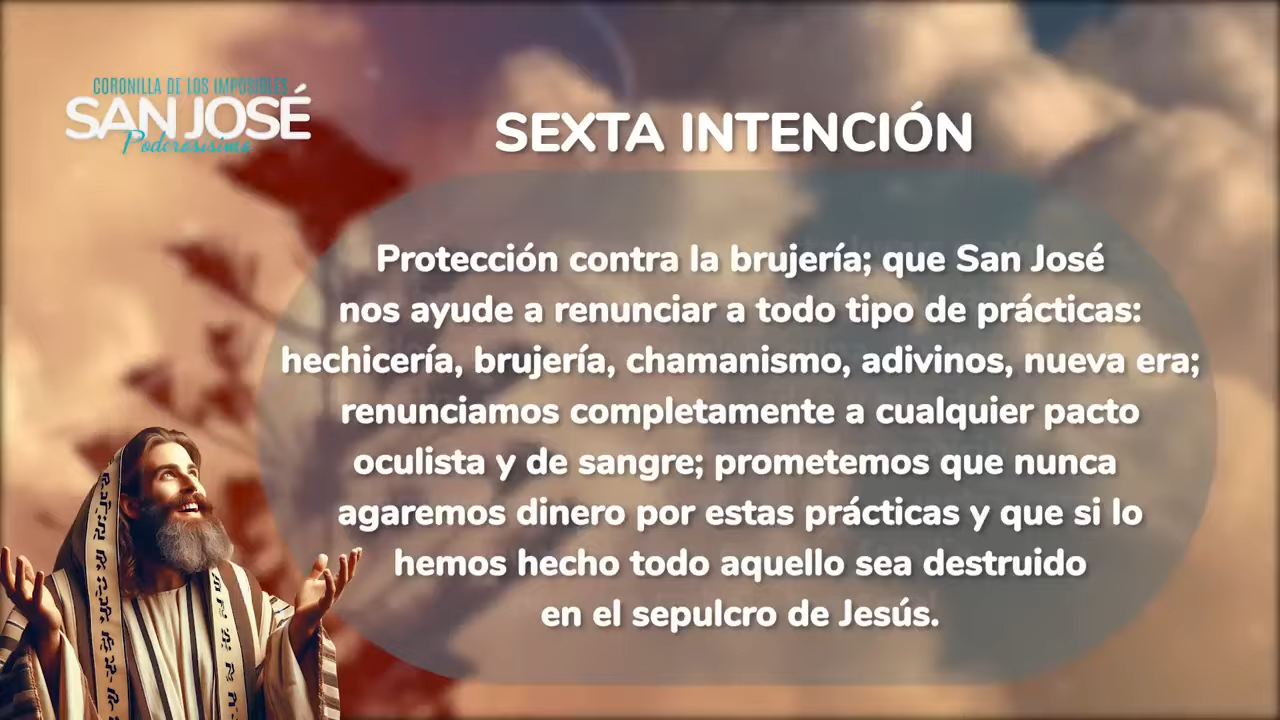 CORONILLA DE LOS IMPOSIBLES
SAN JOSÉ
Poderosísimo
SEXTA INTENCIÓN
Protección contra la brujería; que San José
nos ayude a renunciar a todo tipo de prácticas:
hechicería, brujería, chamanismo, adivinos, nueva era;
renunciamos completamente a cualquier pacto
oculista y de sangre; prometemos que nunca
agaremos dinero por estas prácticas y que si lo
hemos hecho todo aquello sea destruido
en el sepulcro de Jesús.